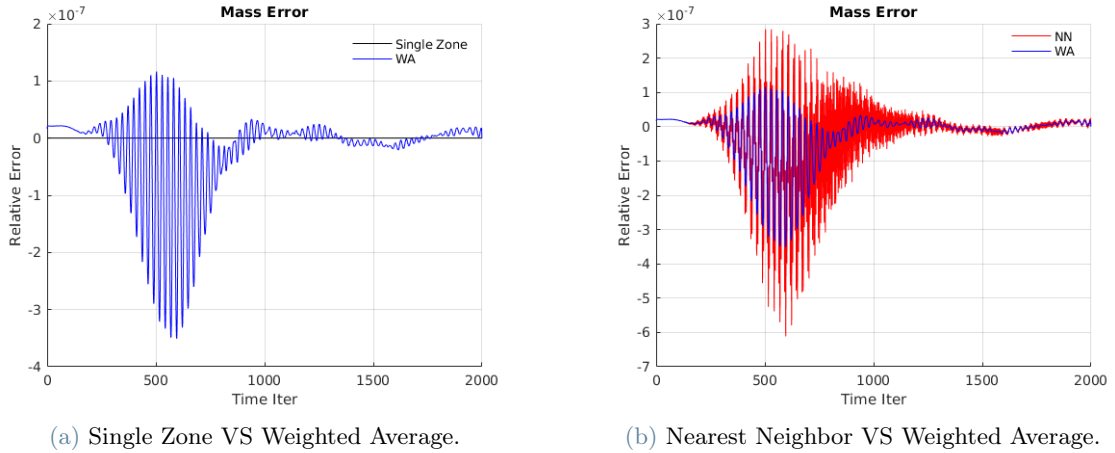 Mass Error
×10⁻⁷
2
1
0
-1
-2
-3
-4
0
500
1000
1500
2000
Relative Error
Time Iter
Single Zone
WA
(a) Single Zone VS Weighted Average.
Mass Error
×10⁻⁷
3
2
1
0
-1
-2
-3
-4
-5
-6
-7
0
500
1000
1500
2000
Relative Error
Time Iter
NN
WA
(b) Nearest Neighbor VS Weighted Average.